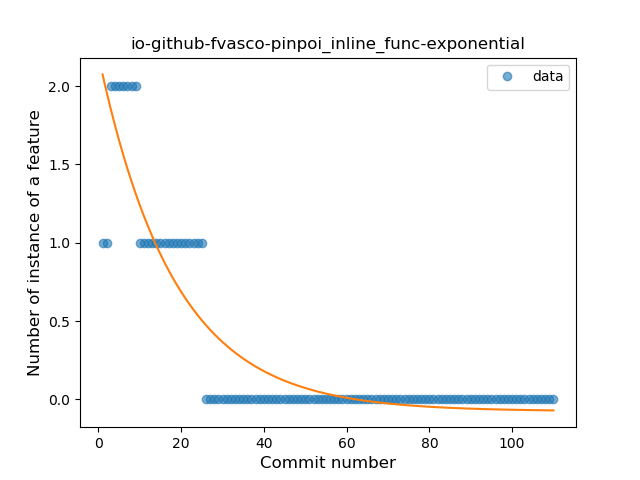 io-github-fvasco-pinpoi_inline_func-exponential
data
Number of instance of a feature
2.0
1.5
1.0
0.5
0.0
0 20 40 60 80 100
Commit number